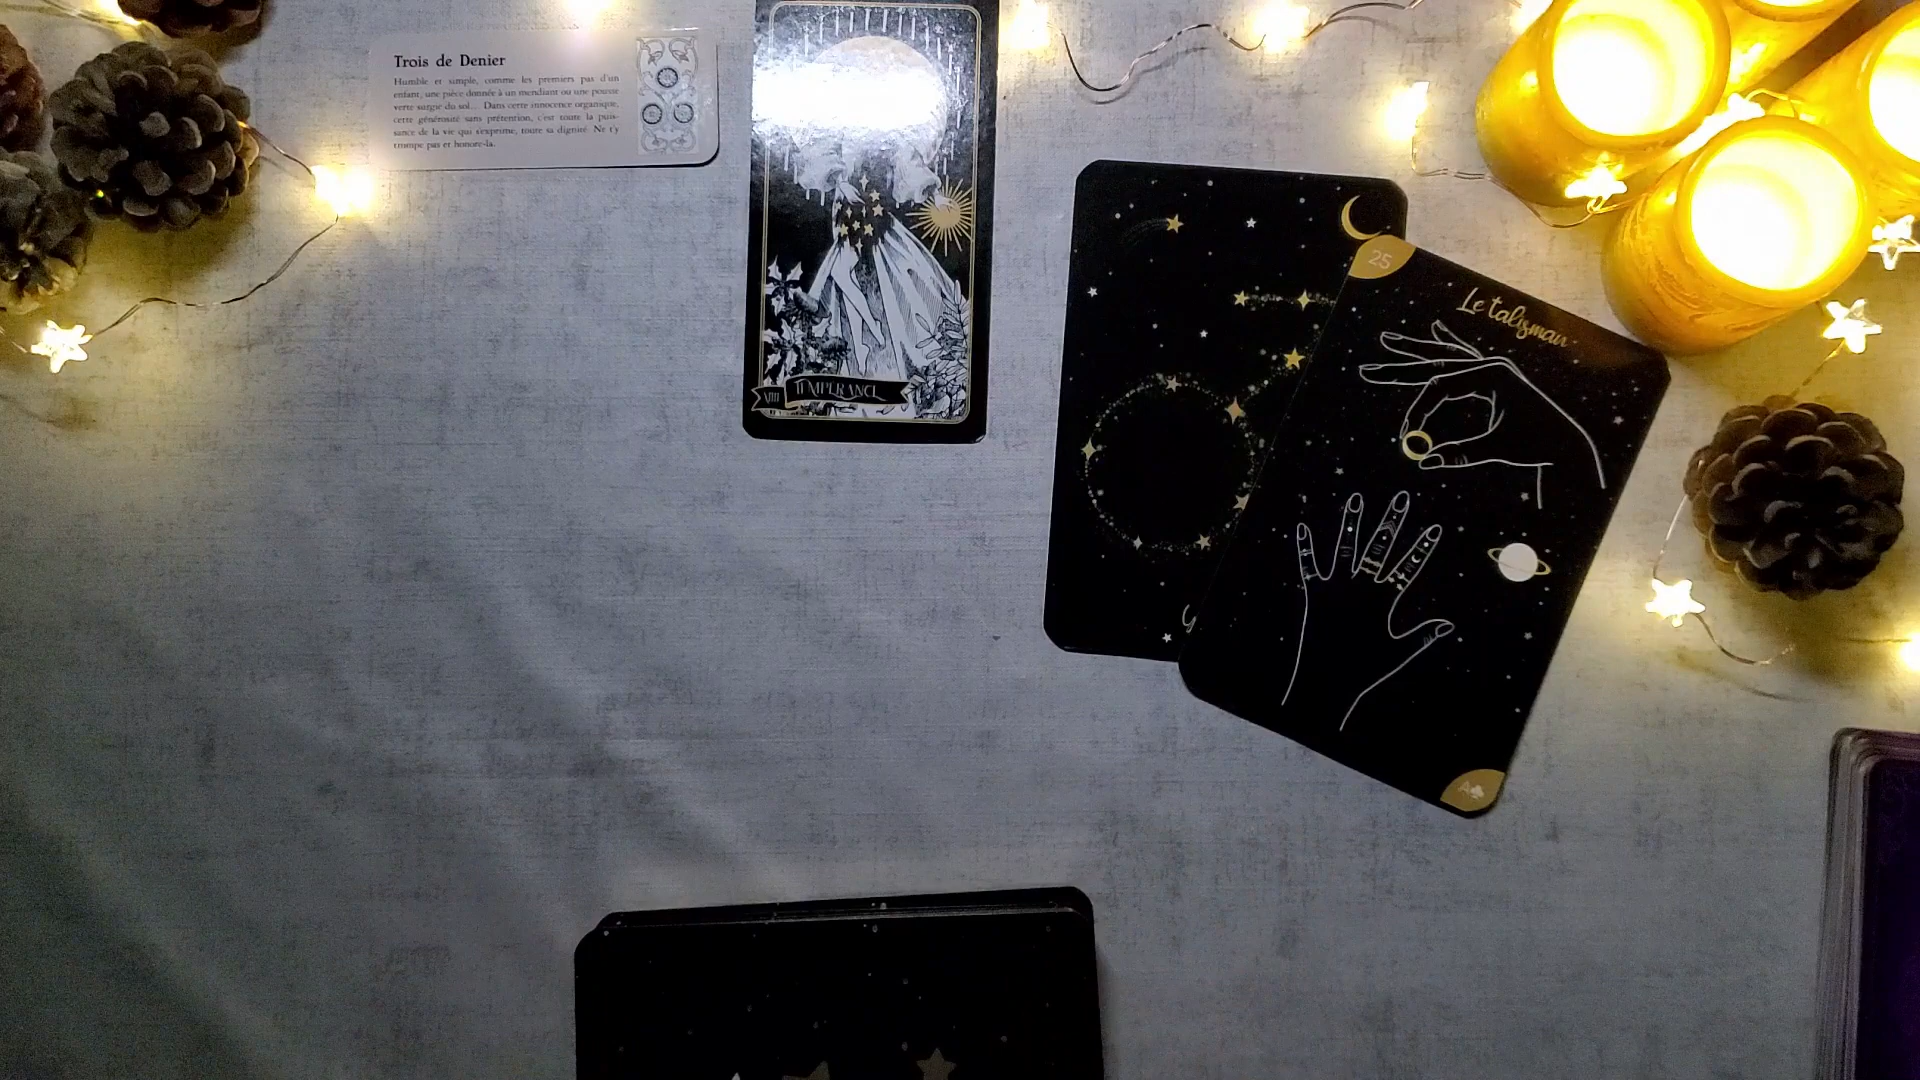 Trois de Denier
Humble et simple, comme les premiers pas d'un
enfant, une pièce donnée à un mendiant ou une pousse
verte surgie du sol... Dans cette innocence organique,
cette générosité sans prétention, c'est toute la puis-
sance de la vie qui s'exprime, toute sa dignité. Ne t'y
trompe pas et honore-la.
VIIII
TEMPERANCE
25
Le talisman
A♣